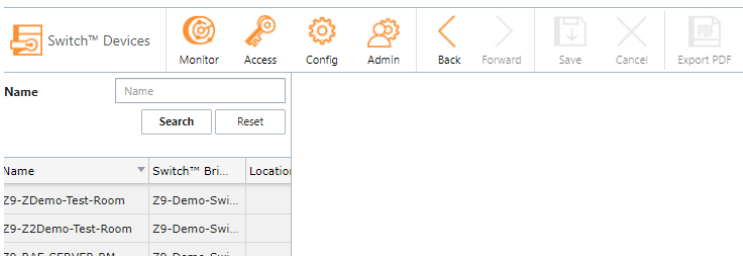 Switch™ Devices
Monitor Access Config Admin Back Forward Save Cancel Export PDF
Name Name
Search Reset
Name Switch™ Bri... Location
Z9-ZDemo-Test-Room Z9-Demo-Swi...
Z9-Z2Demo-Test-Room Z9-Demo-Swi...